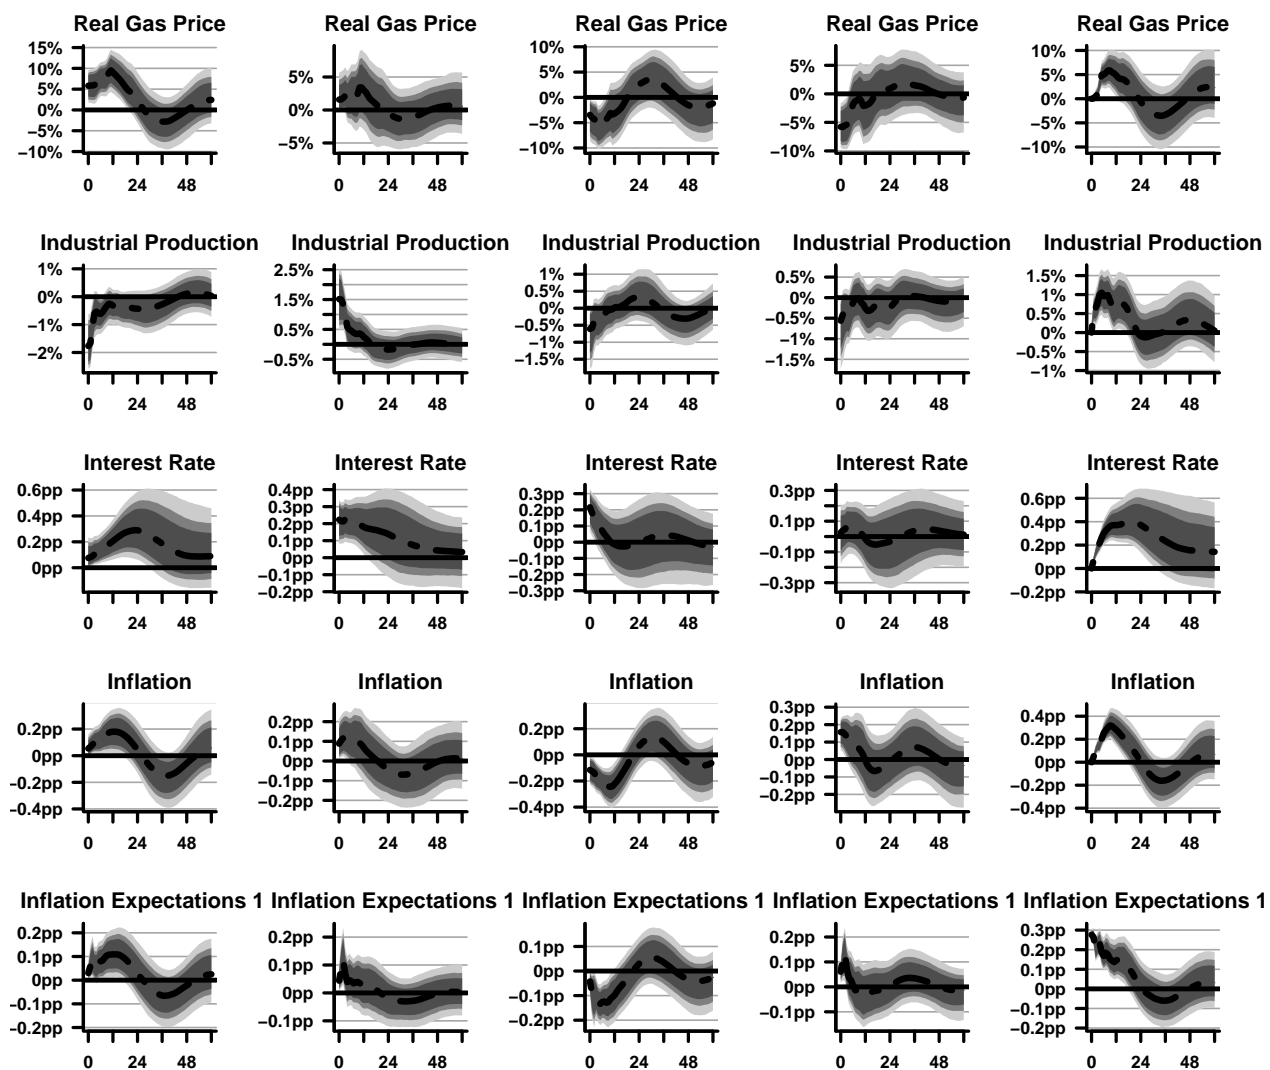 Real Gas Price Real Gas Price Real Gas Price Real Gas Price Real Gas Price
15%
10%
5%
0%
−5%
−10%
0 24 48
5%
0%
−5%
0 24 48
10%
5%
0%
−5%
−10%
0 24 48
5%
0%
−5%
−10%
0 24 48
10%
5%
0%
−5%
−10%
0 24 48
Industrial Production Industrial Production Industrial Production Industrial Production Industrial Production
1%
0%
−1%
−2%
0 24 48
2.5%
1.5%
0.5%
−0.5%
0 24 48
1%
0.5%
0%
−0.5%
−1%
−1.5%
0 24 48
0.5%
0%
−0.5%
−1%
−1.5%
0 24 48
1.5%
1%
0.5%
0%
−0.5%
−1%
0 24 48
Interest Rate Interest Rate Interest Rate Interest Rate Interest Rate
0.6pp
0.4pp
0.2pp
0pp
0 24 48
0.4pp
0.3pp
0.2pp
0.1pp
0pp
−0.1pp
−0.2pp
0 24 48
0.3pp
0.2pp
0.1pp
0pp
−0.1pp
−0.2pp
−0.3pp
0 24 48
0.3pp
0.1pp
−0.1pp
−0.3pp
0 24 48
0.6pp
0.4pp
0.2pp
0pp
−0.2pp
0 24 48
Inflation Inflation Inflation Inflation Inflation
0.2pp
0pp
−0.2pp
−0.4pp
0 24 48
0.2pp
0.1pp
0pp
−0.1pp
−0.2pp
0 24 48
0.2pp
0pp
−0.2pp
−0.4pp
0 24 48
0.3pp
0.2pp
0.1pp
0pp
−0.1pp
−0.2pp
0 24 48
0.4pp
0.2pp
0pp
−0.2pp
−0.4pp
0 24 48
Inflation Expectations 1 Inflation Expectations 1 Inflation Expectations 1 Inflation Expectations 1 Inflation Expectations 1
0.2pp
0.1pp
0pp
−0.1pp
−0.2pp
0 24 48
0.2pp
0.1pp
0pp
−0.1pp
0 24 48
0.1pp
0pp
−0.1pp
−0.2pp
0 24 48
0.2pp
0.1pp
0pp
−0.1pp
0 24 48
0.3pp
0.2pp
0.1pp
0pp
−0.1pp
−0.2pp
0 24 48